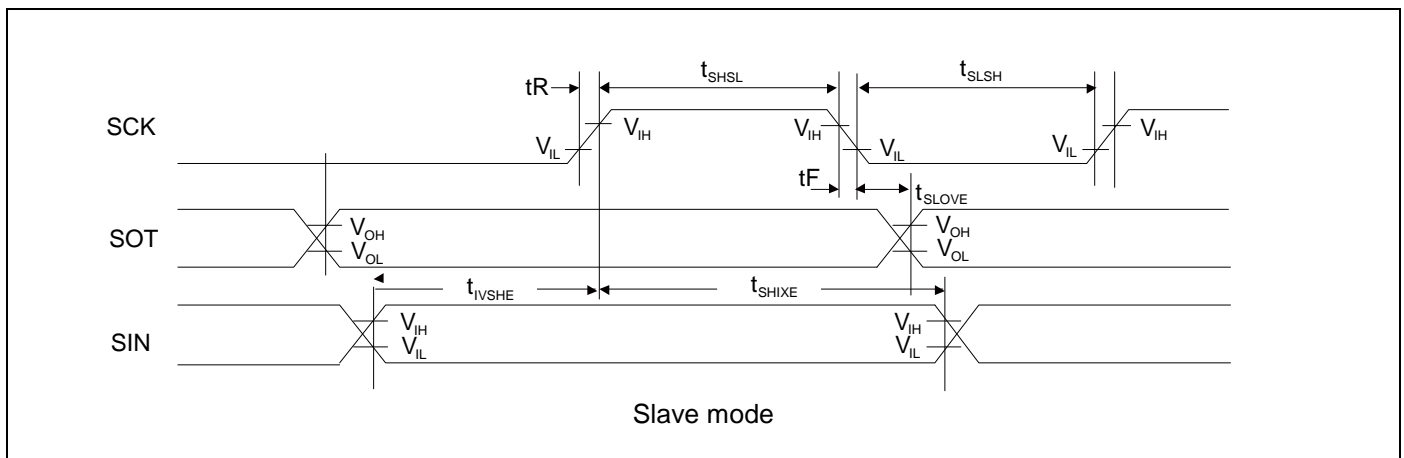 tR
tSHSL
tSLSH
SCK
VIH
VIH
VIH
VIL
VIL
VIL
tF
tSLOVE
SOT
VOH
VOL
VOH
VOL
tIVSHE
tSHIXE
SIN
VIH
VIL
VIH
VIL
Slave mode